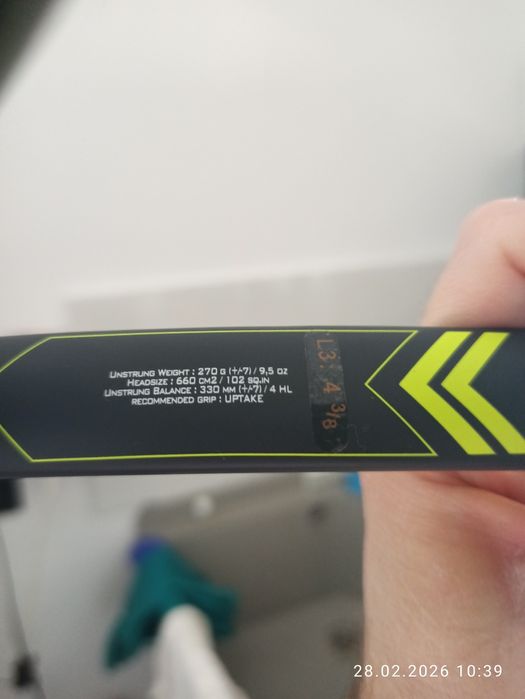 Unstrung Weight : 270 g (+/-7) / 9,5 oz
Headsize : 660 cm2 / 102 sq.in
Unstrung Balance : 330 mm (+/-7) / 4 HL
recommended grip : UPTAKE
L3 : 4 3/8
28.02.2026 10:39